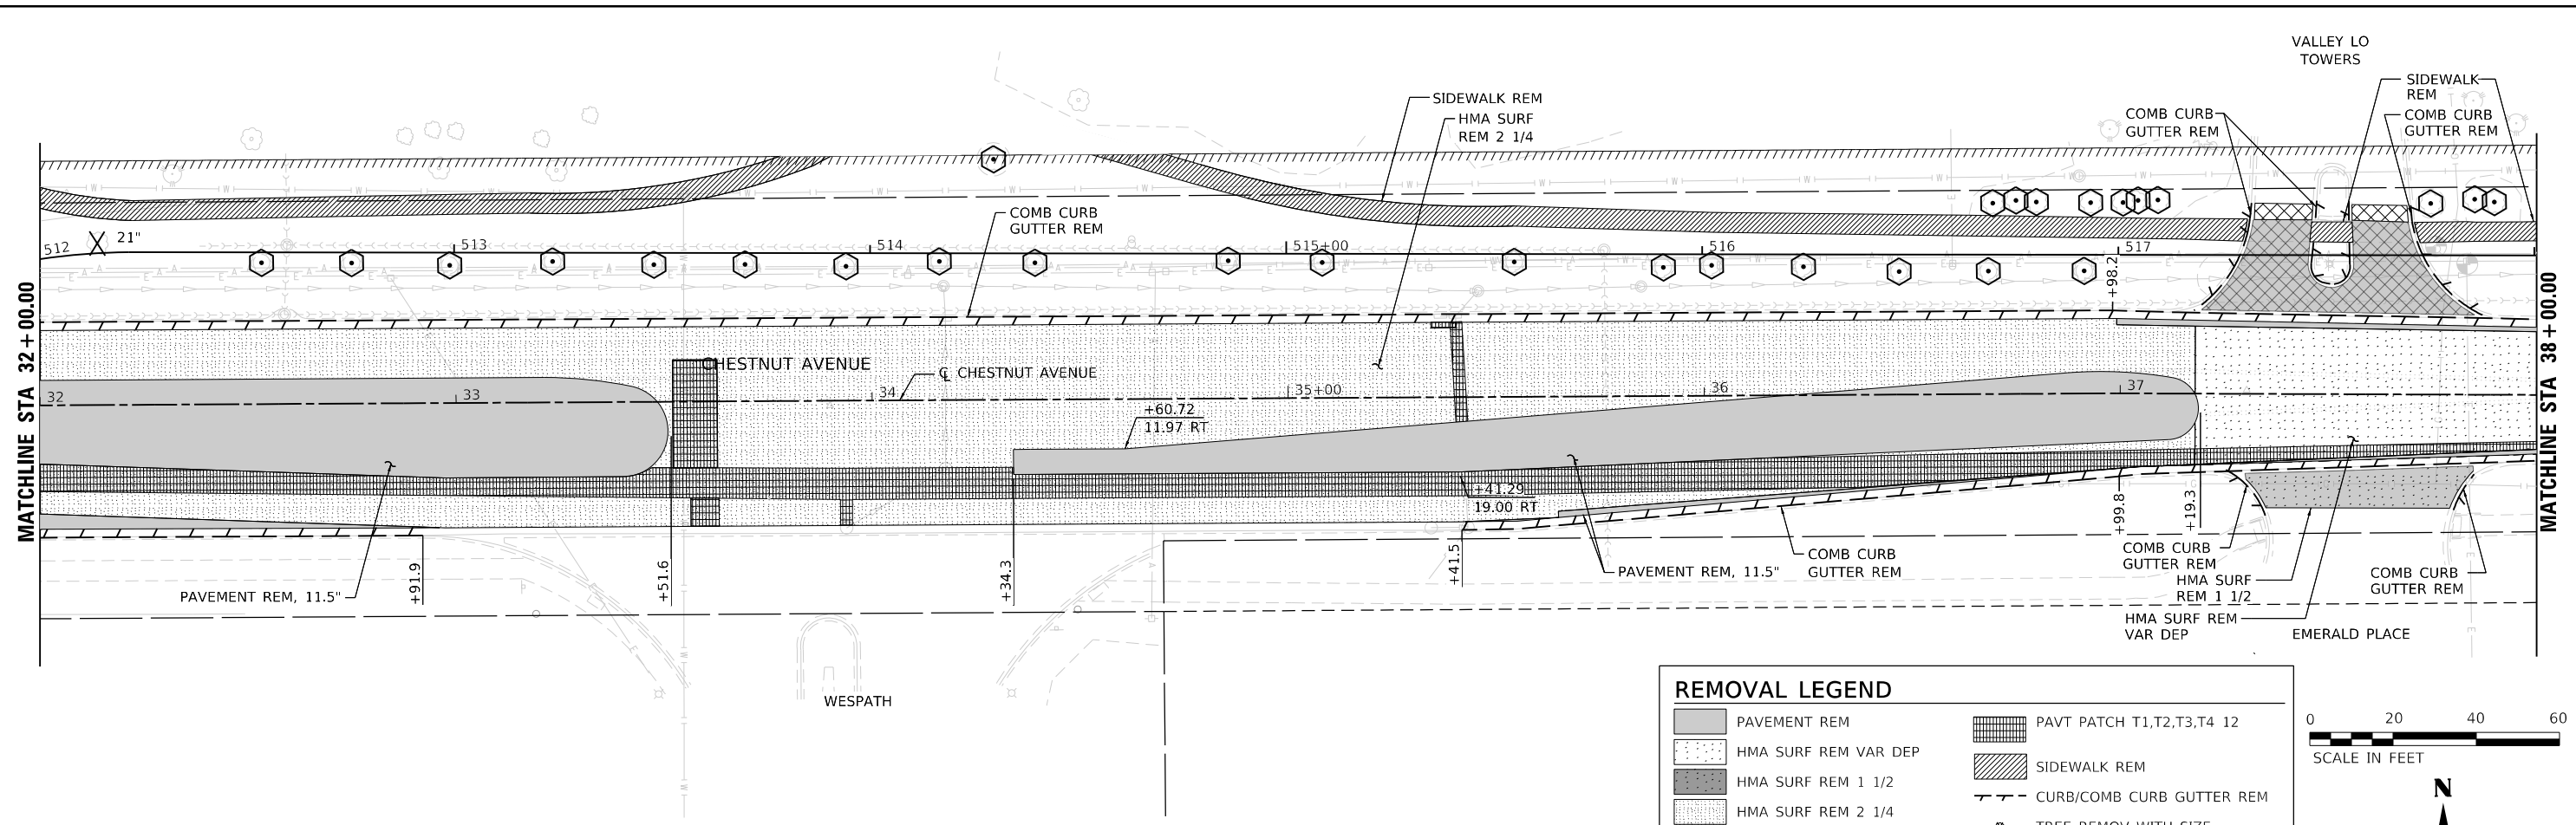 VALLEY LO
TOWERS
SIDEWALK
REM
COMB CURB
GUTTER REM
COMB CURB
GUTTER REM
SIDEWALK REM
HMA SURF
REM 2 1/4
COMB CURB
GUTTER REM
512
21"
513
514
515+00
516
517
+98.2
MATCHLINE STA 32+00.00
MATCHLINE STA 38+00.00
CHESTNUT AVENUE
℄ CHESTNUT AVENUE
32
33
34
35+00
36
37
+60.72
11.97 RT
+41.29
19.00 RT
+91.9
+51.6
+34.3
+41.5
+99.8
+19.3
PAVEMENT REM, 11.5"
PAVEMENT REM, 11.5"
COMB CURB
GUTTER REM
COMB CURB
GUTTER REM
HMA SURF
REM 1 1/2
COMB CURB
GUTTER REM
HMA SURF REM
VAR DEP
EMERALD PLACE
WESPATH
REMOVAL LEGEND
PAVEMENT REM
HMA SURF REM VAR DEP
HMA SURF REM 1 1/2
HMA SURF REM 2 1/4
PAVT PATCH T1,T2,T3,T4 12
SIDEWALK REM
CURB/COMB CURB GUTTER REM
TREE REMOV WITH SIZE
0 20 40 60
SCALE IN FEET
N